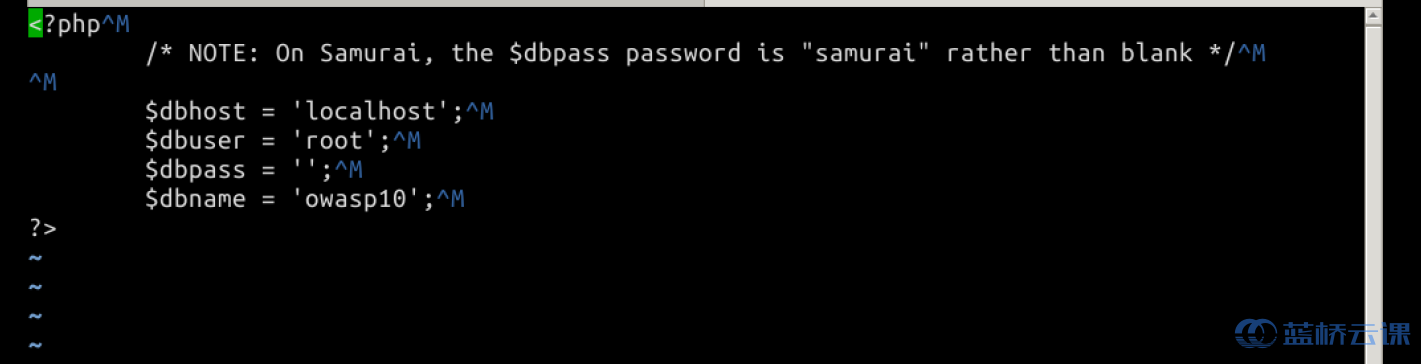 <?php^M
/* NOTE: On Samurai, the $dbpass password is "samurai" rather than blank */^M
^M
$dbhost = 'localhost';^M
$dbuser = 'root';^M
$dbpass = '';^M
$dbname = 'owasp10';^M
?>
~
~
~
~
蓝桥云课